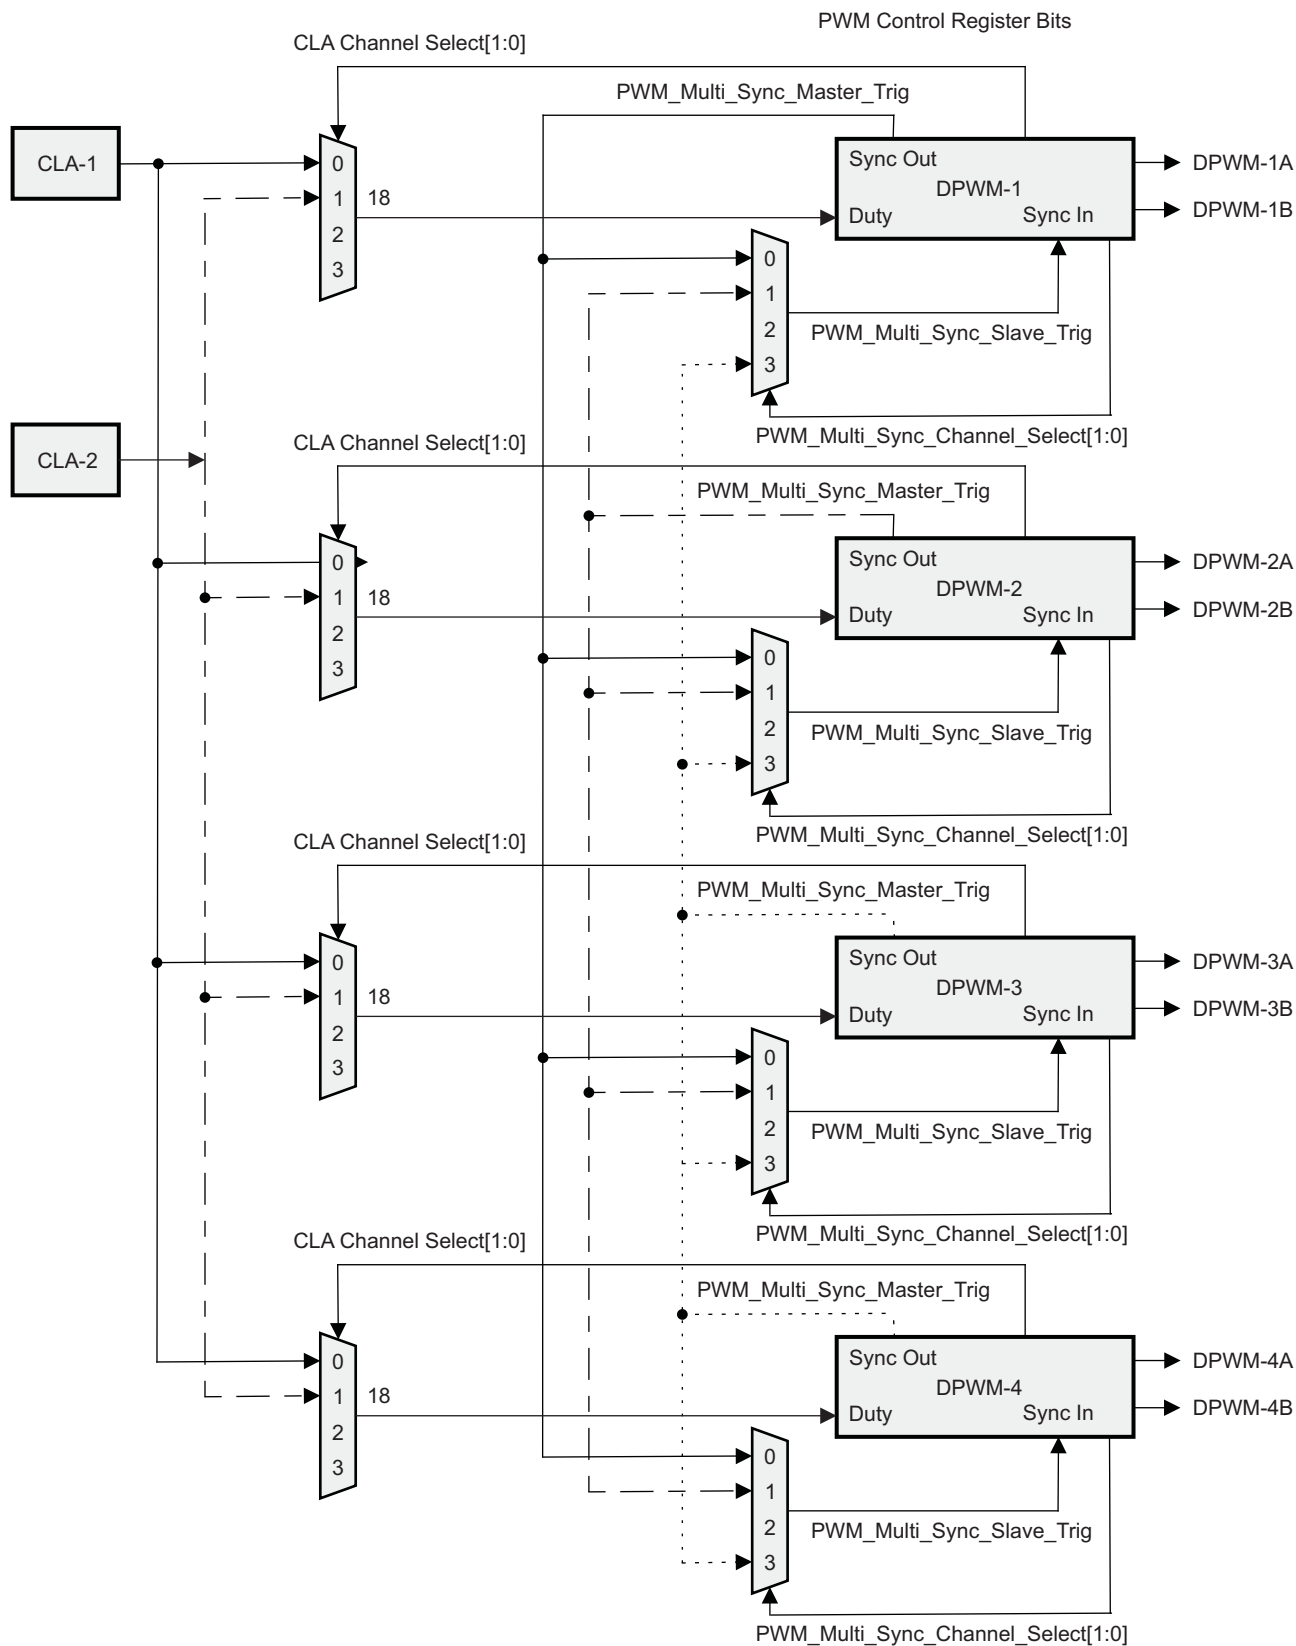 PWM Control Register Bits
CLA Channel Select[1:0]
PWM_Multi_Sync_Master_Trig
CLA-1
0
1
2
3
18
Sync Out
DPWM-1
Duty
Sync In
DPWM-1A
DPWM-1B
0
1
2
3
PWM_Multi_Sync_Slave_Trig
PWM_Multi_Sync_Channel_Select[1:0]
CLA-2
CLA Channel Select[1:0]
PWM_Multi_Sync_Master_Trig
0
1
2
3
18
Sync Out
DPWM-2
Duty
Sync In
DPWM-2A
DPWM-2B
0
1
2
3
PWM_Multi_Sync_Slave_Trig
PWM_Multi_Sync_Channel_Select[1:0]
CLA Channel Select[1:0]
PWM_Multi_Sync_Master_Trig
0
1
2
3
18
Sync Out
DPWM-3
Duty
Sync In
DPWM-3A
DPWM-3B
0
1
2
3
PWM_Multi_Sync_Slave_Trig
PWM_Multi_Sync_Channel_Select[1:0]
CLA Channel Select[1:0]
PWM_Multi_Sync_Master_Trig
0
1
2
3
18
Sync Out
DPWM-4
Duty
Sync In
DPWM-4A
DPWM-4B
0
1
2
3
PWM_Multi_Sync_Slave_Trig
PWM_Multi_Sync_Channel_Select[1:0]